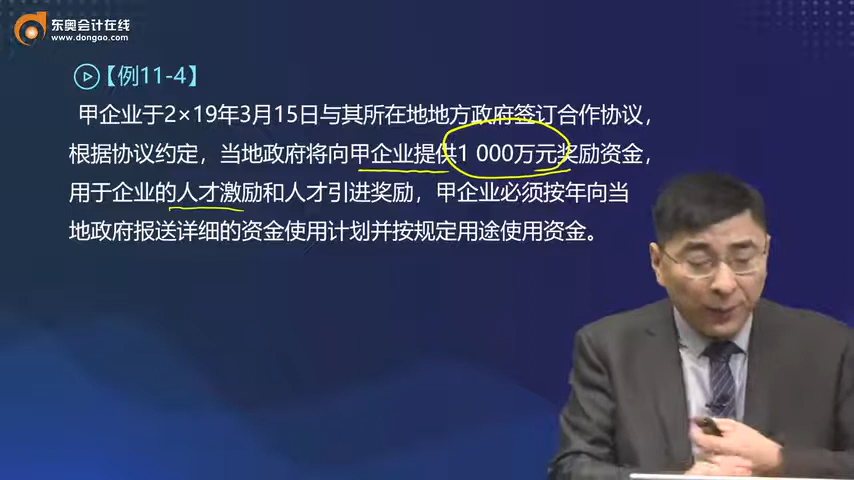 东奥会计在线
www.dongao.com
【例11-4】
甲企业于2×19年3月15日与其所在地地方政府签订合作协议，
根据协议约定，当地政府将向甲企业提供1 000万元奖励资金，
用于企业的人才激励和人才引进奖励，甲企业必须按年向当
地政府报送详细的资金使用计划并按规定用途使用资金。